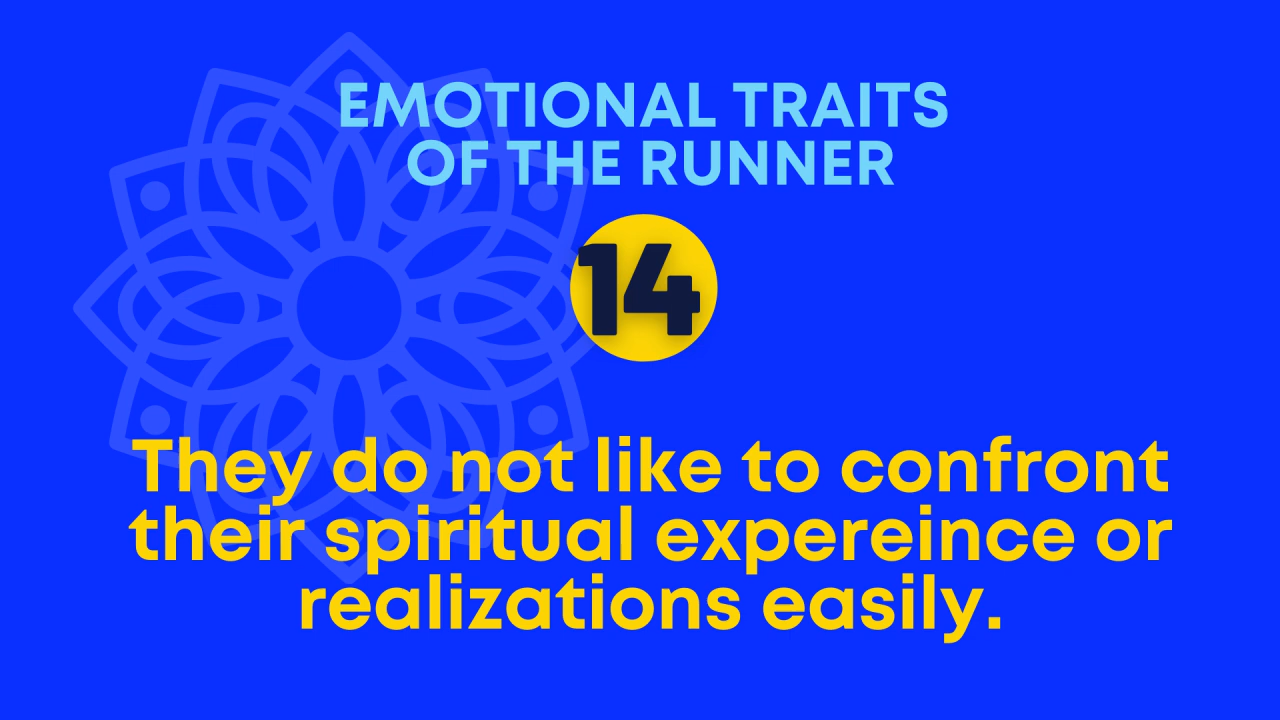 EMOTIONAL TRAITS
OF THE RUNNER
14
They do not like to confront
their spiritual expereince or
realizations easily.